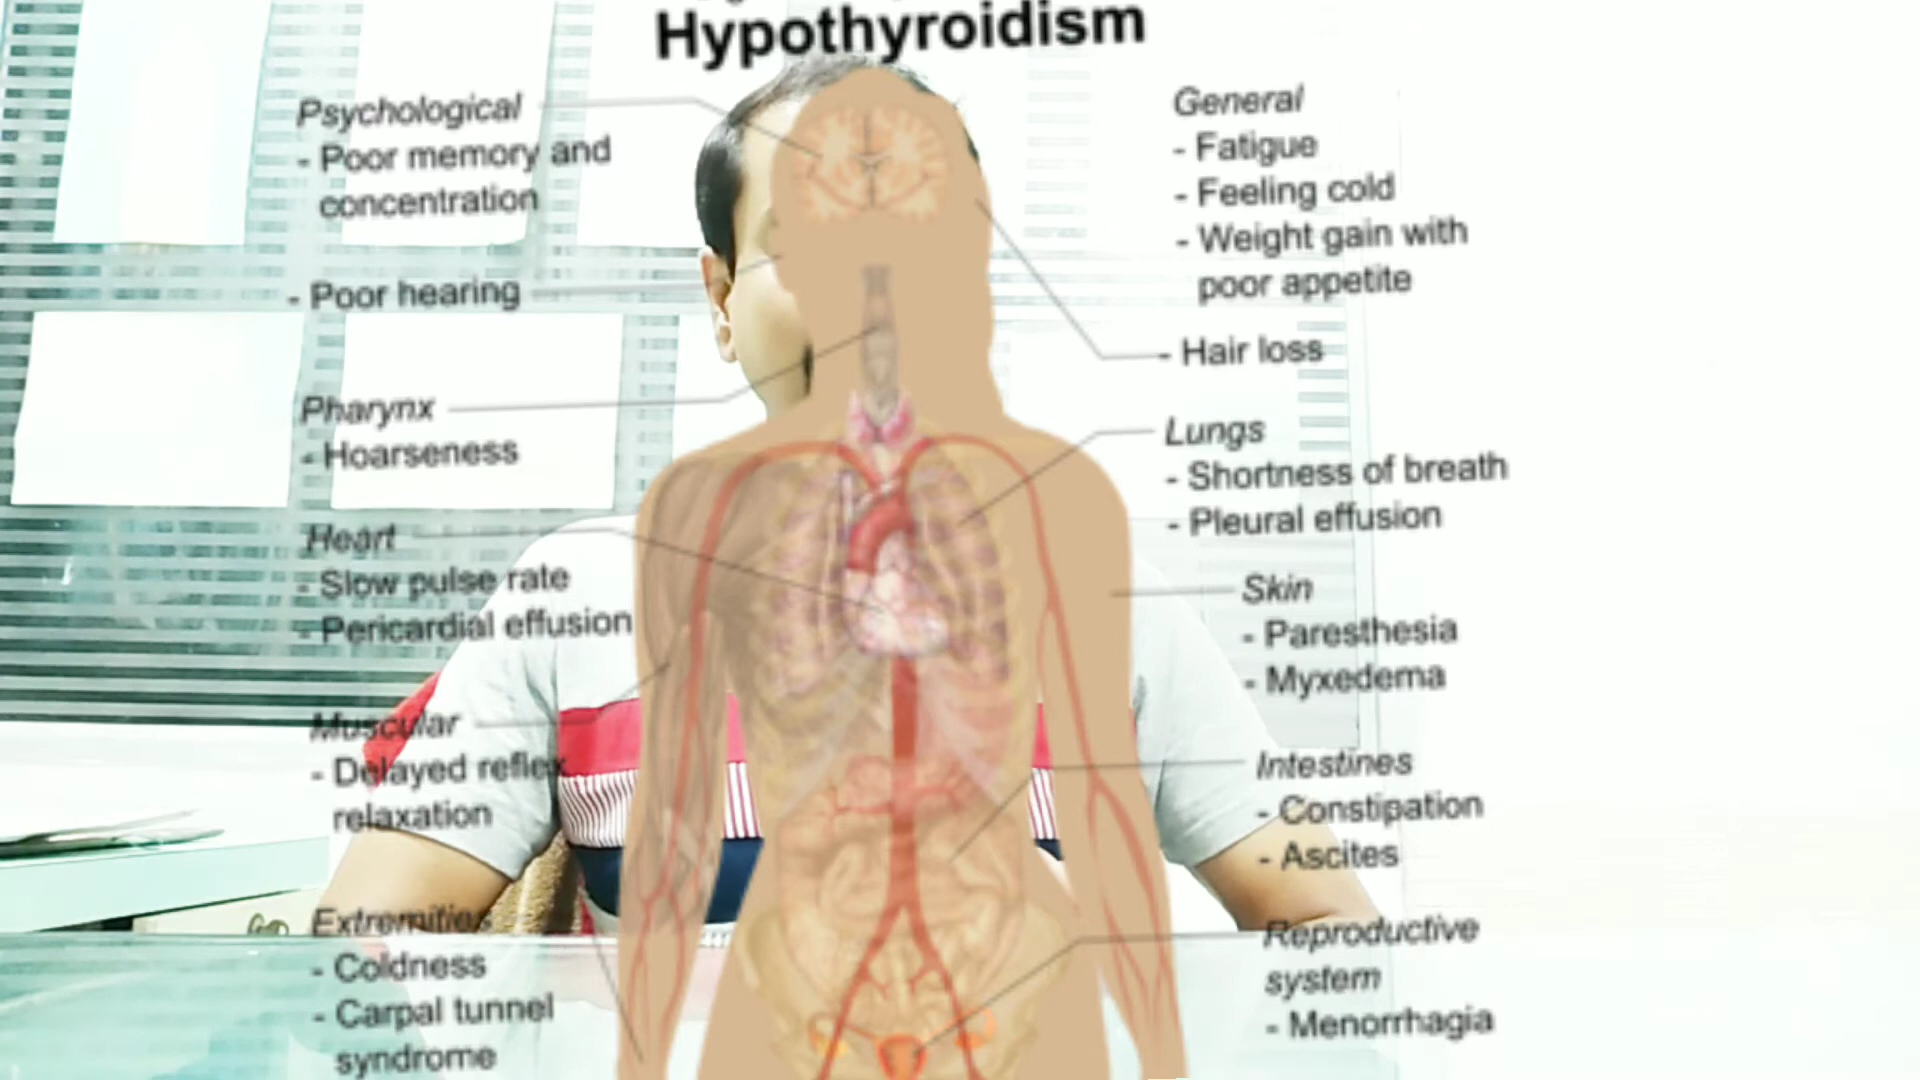 Hypothyroidism
Psychological
- Poor memory and
concentration
- Poor hearing
Pharynx
- Hoarseness
Heart
- Slow pulse rate
- Pericardial effusion
Muscular
- Delayed reflex
relaxation
Extremities
- Coldness
- Carpal tunnel
syndrome
General
- Fatigue
- Feeling cold
- Weight gain with
poor appetite
- Hair loss
Lungs
- Shortness of breath
- Pleural effusion
Skin
- Paresthesia
- Myxedema
Intestines
- Constipation
- Ascites
Reproductive
system
- Menorrhagia